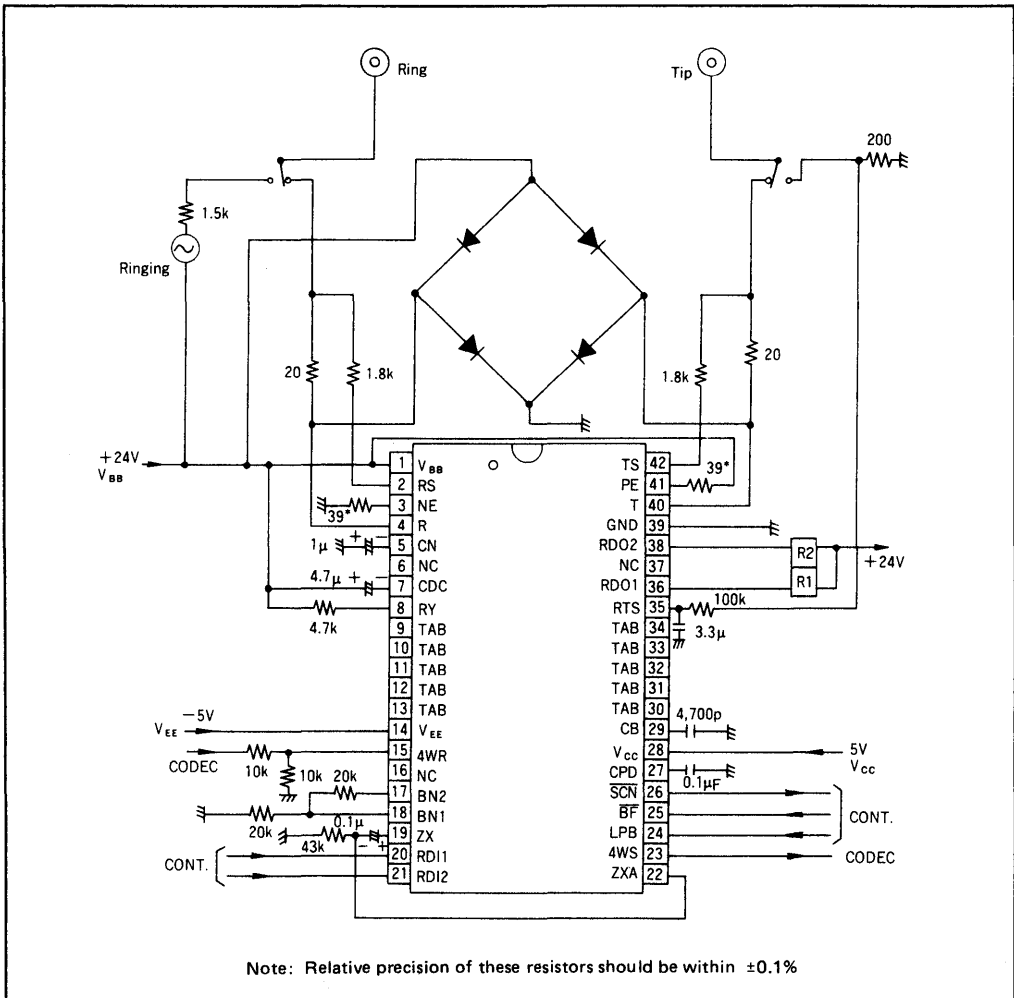 Ring
Tip
200
1.5k
Ringing
20
1.8k
1.8k
20
+24V
VBB
1 VBB
2 RS
39*
3 NE
4 R
1μ + −
5 CN
6 NC
4.7μ + −
7 CDC
8 RY
4.7k
9 TAB
10 TAB
11 TAB
12 TAB
13 TAB
−5V
VEE
14 VEE
CODEC
15 4WR
10k
10k
16 NC
20k
17 BN2
18 BN1
20k
0.1μ
19 ZX
43k
− +
CONT.
20 RDI1
21 RDI2
TS 42
39*
PE 41
T 40
GND 39
RDO2 38
R2
+24V
NC 37
R1
RDO1 36
RTS 35
100k
3.3μ
TAB 34
TAB 33
TAB 32
TAB 31
TAB 30
4,700p
CB 29
VCC 28
5V
VCC
CPD 27
0.1μF
SCN 26
BF 25
CONT.
LPB 24
4WS 23
CODEC
ZXA 22
Note: Relative precision of these resistors should be within ±0.1%